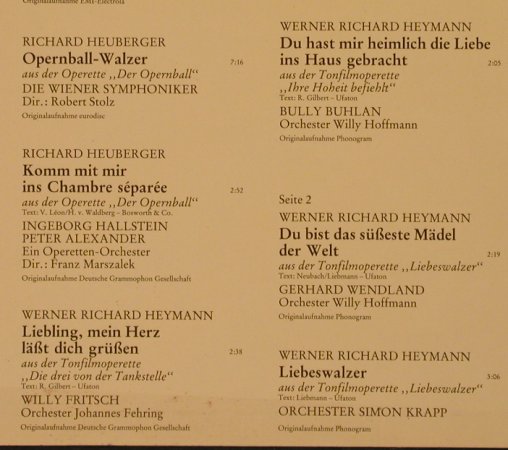 Originalaufnahme EMI-Electrola
RICHARD HEUBERGER
Opernball-Walzer 7:16
aus der Operette ,,Der Opernball“
DIE WIENER SYMPHONIKER
Dir.: Robert Stolz
Originalaufnahme eurodisc
RICHARD HEUBERGER
Komm mit mir
ins Chambre séparée 2:52
aus der Operette ,,Der Opernball“
Text: V. Léon/H. v. Waldberg – Bosworth & Co.
INGEBORG HALLSTEIN
PETER ALEXANDER
Ein Operetten-Orchester
Dir.: Franz Marszalek
Originalaufnahme Deutsche Grammophon Gesellschaft
WERNER RICHARD HEYMANN
Liebling, mein Herz
läßt dich grüßen 2:38
aus der Tonfilmoperette
,,Die drei von der Tankstelle“
Text: R. Gilbert – Ufaton
WILLY FRITSCH
Orchester Johannes Fehring
Originalaufnahme Deutsche Grammophon Gesellschaft
WERNER RICHARD HEYMANN
Du hast mir heimlich die Liebe
ins Haus gebracht 2:05
aus der Tonfilmoperette
,,Ihre Hoheit befiehlt“
Text: R. Gilbert – Ufaton
BULLY BUHLAN
Orchester Willy Hoffmann
Originalaufnahme Phonogram
Seite 2
WERNER RICHARD HEYMANN
Du bist das süßeste Mädel
der Welt 2:19
aus der Tonfilmoperette ,,Liebeswalzer“
Text: Neubach/Liebmann – Ufaton
GERHARD WENDLAND
Orchester Willy Hoffmann
Originalaufnahme Phonogram
WERNER RICHARD HEYMANN
Liebeswalzer 3:06
aus der Tonfilmoperette ,,Liebeswalzer“
Text: Liebmann – Ufaton
ORCHESTER SIMON KRAPP
Originalaufnahme Phonogram